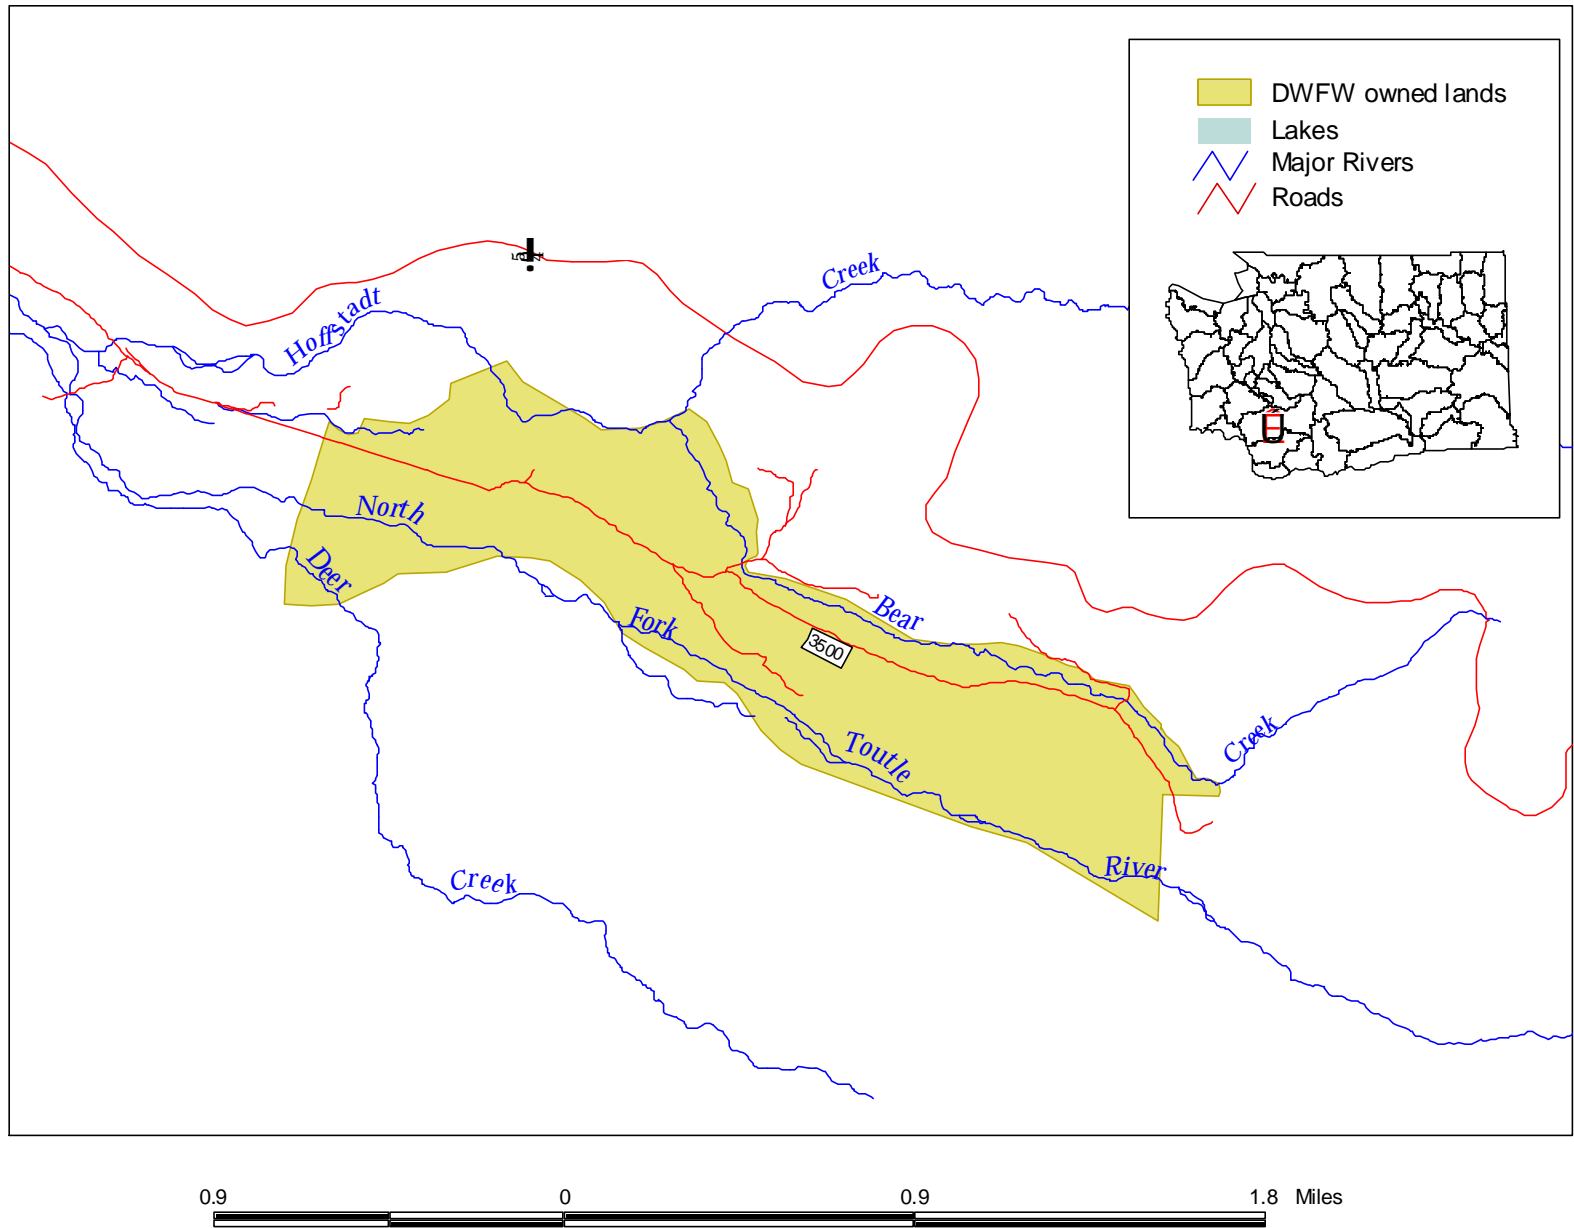 DWFW owned lands
Lakes
Major Rivers
Roads
Hoffstadt
Creek
North
Deer
Fork
Bear
3500
Toutle
Creek
River
Creek
0.9 0 0.9 1.8 Miles